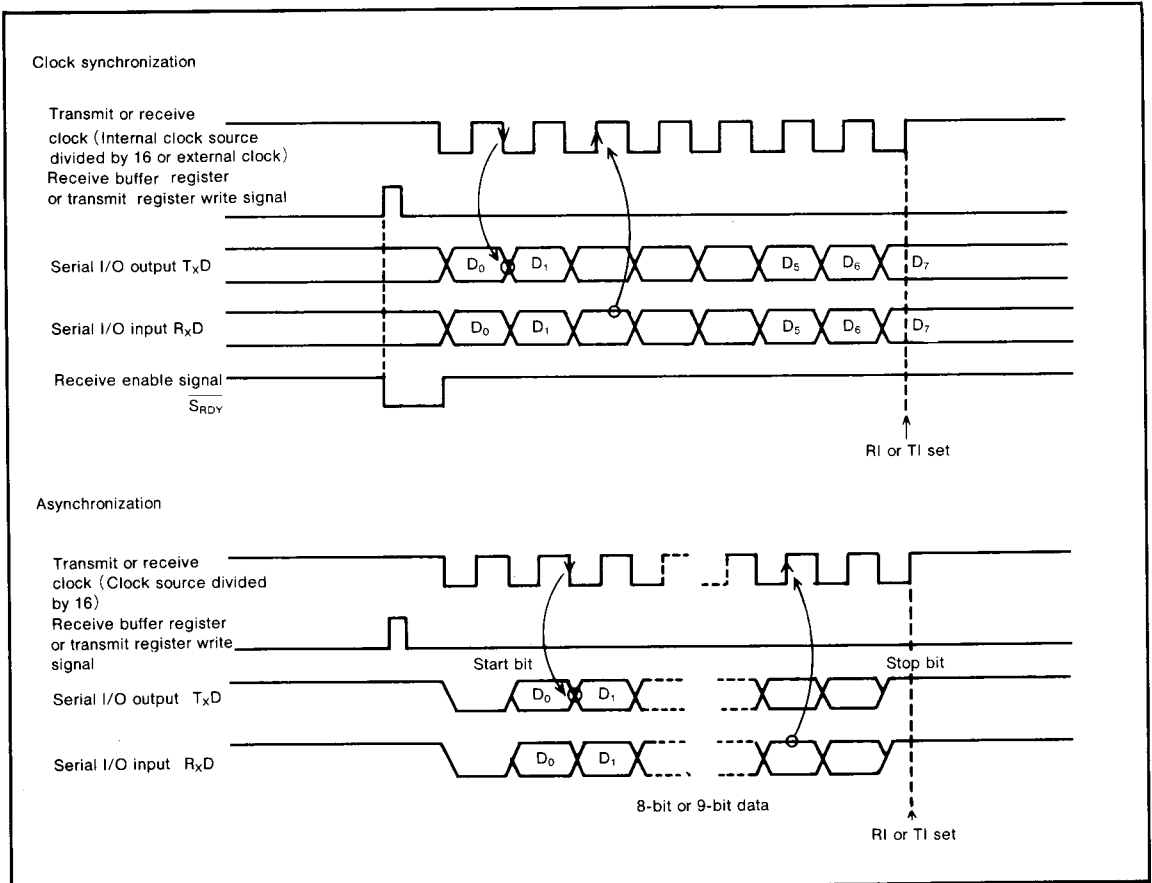 Clock synchronization
Transmit or receive
clock (Internal clock source
divided by 16 or external clock)
Receive buffer register
or transmit register write signal
Serial I/O output TxD
D0 D1 D5 D6 D7
Serial I/O input RxD
D0 D1 D5 D6 D7
Receive enable signal
SRDY
RI or TI set
Asynchronization
Transmit or receive
clock (Clock source divided
by 16)
Receive buffer register
or transmit register write
signal
Start bit
Stop bit
Serial I/O output TxD
D0 D1
Serial I/O input RxD
D0 D1
8-bit or 9-bit data
RI or TI set